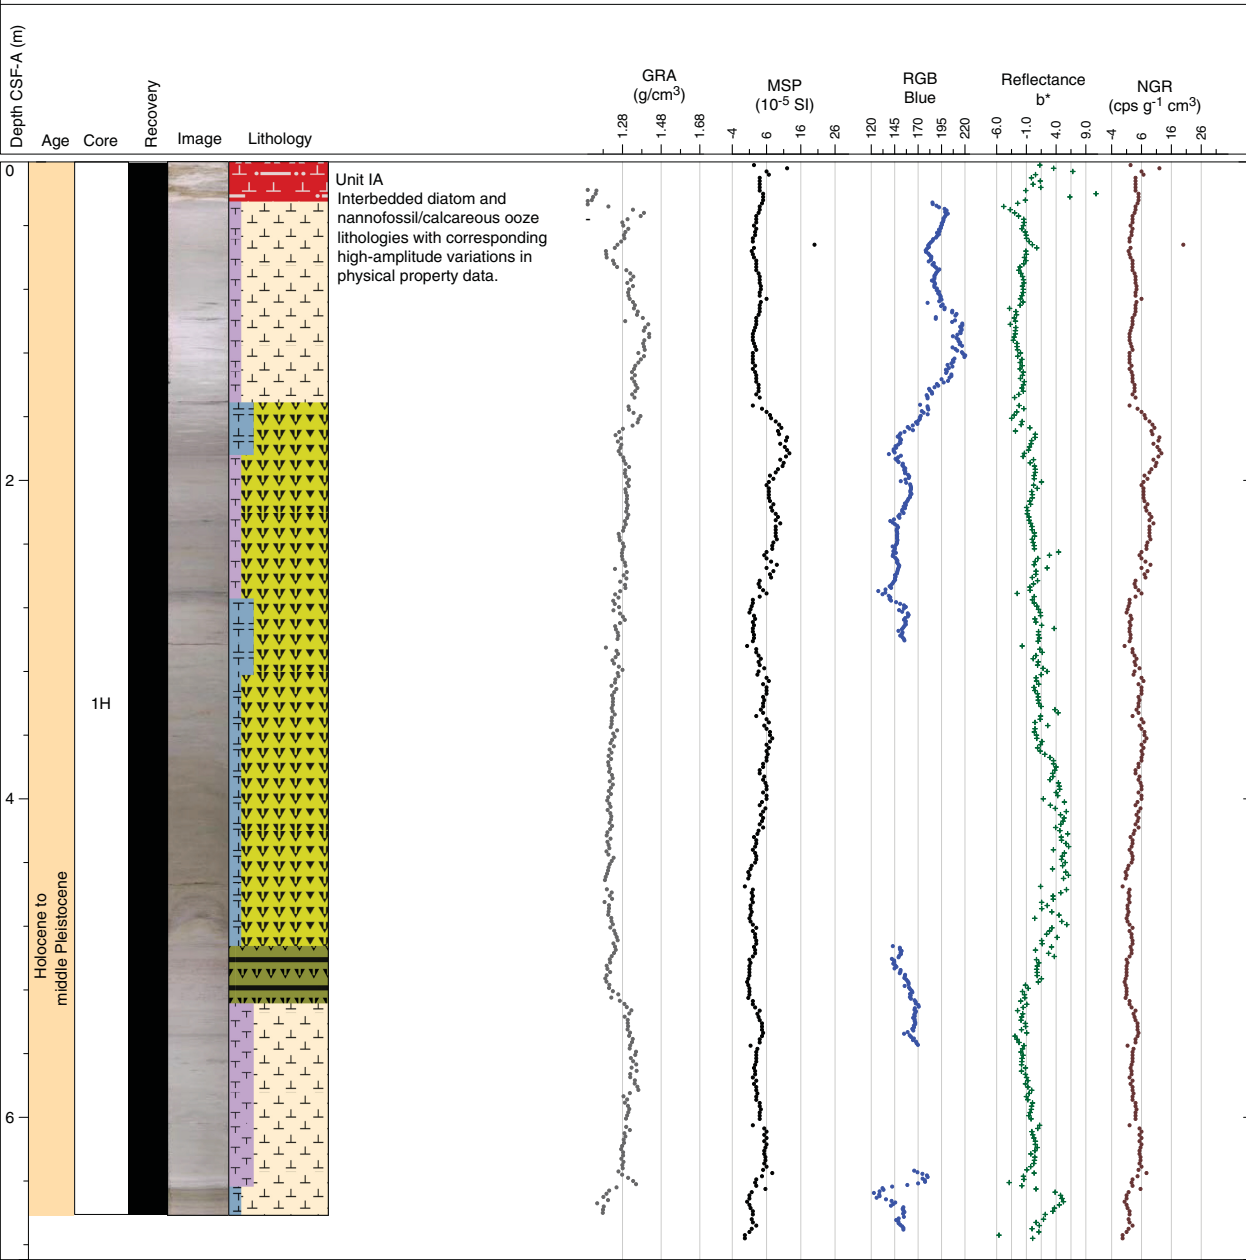 Depth CSF-A (m)
Age
Core
Recovery
Image
Lithology
GRA
(g/cm³)
1.28
1.48
1.68
MSP
(10⁻⁵ SI)
-4
6
16
26
RGB
Blue
120
145
170
195
220
Reflectance
b*
-6.0
-1.0
4.0
9.0
NGR
(cps g⁻¹ cm³)
-4
6
16
26
0
2
4
6
Holocene to
middle Pleistocene
1H
Unit IA
Interbedded diatom and
nannofossil/calcareous ooze
lithologies with corresponding
high-amplitude variations in
physical property data.